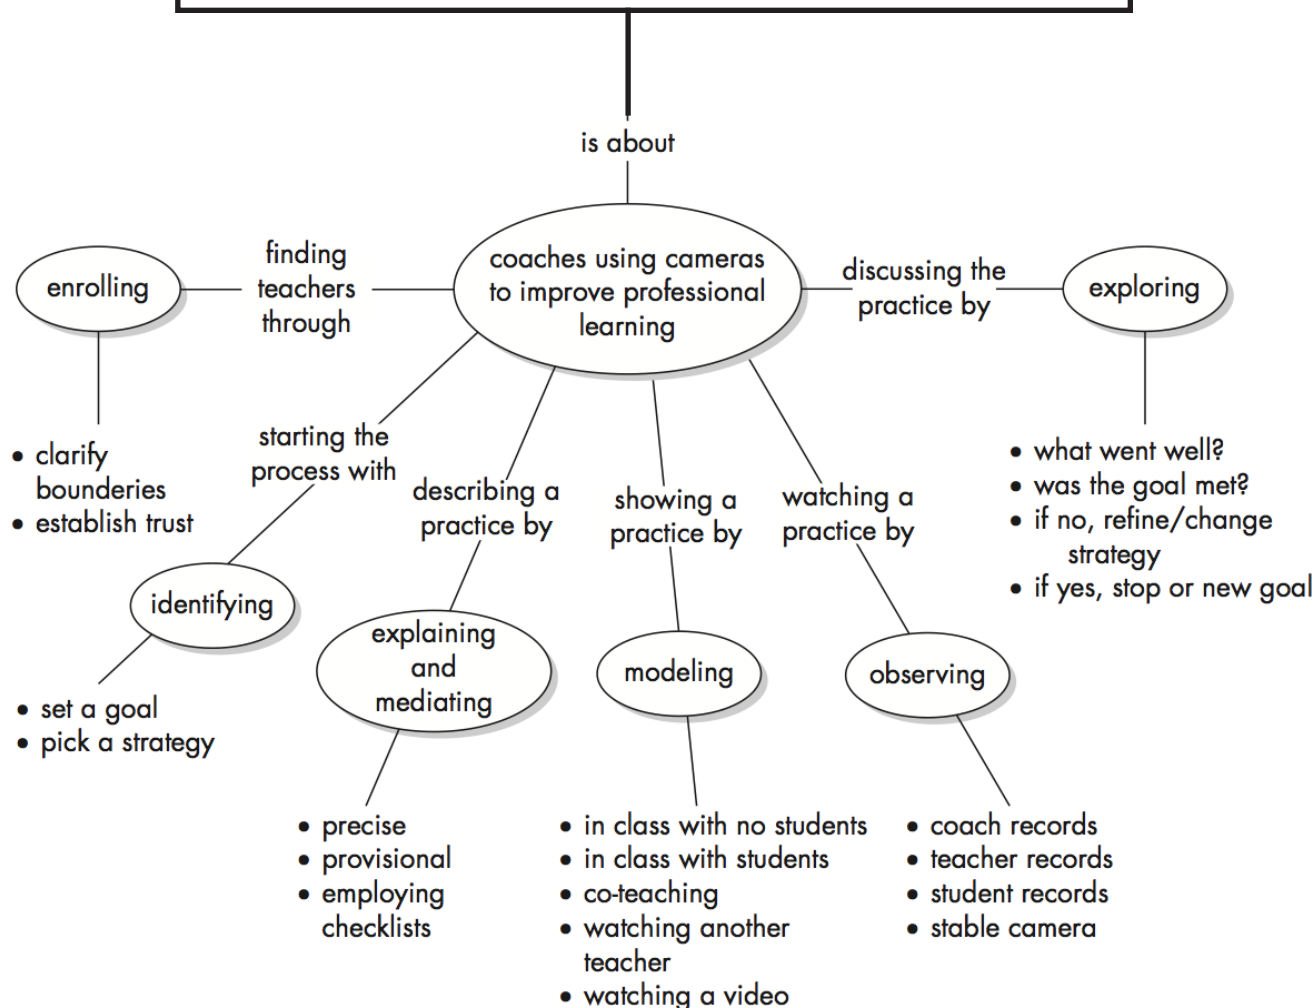 is about
coaches using cameras
to improve professional
learning
finding
teachers
through
enrolling
• clarify
bounderies
• establish trust
starting the
process with
identifying
• set a goal
• pick a strategy
describing a
practice by
explaining
and
mediating
• precise
• provisional
• employing
checklists
showing a
practice by
modeling
• in class with no students
• in class with students
• co-teaching
• watching another
teacher
• watching a video
watching a
practice by
observing
• coach records
• teacher records
• student records
• stable camera
discussing the
practice by
exploring
• what went well?
• was the goal met?
• if no, refine/change
strategy
• if yes, stop or new goal